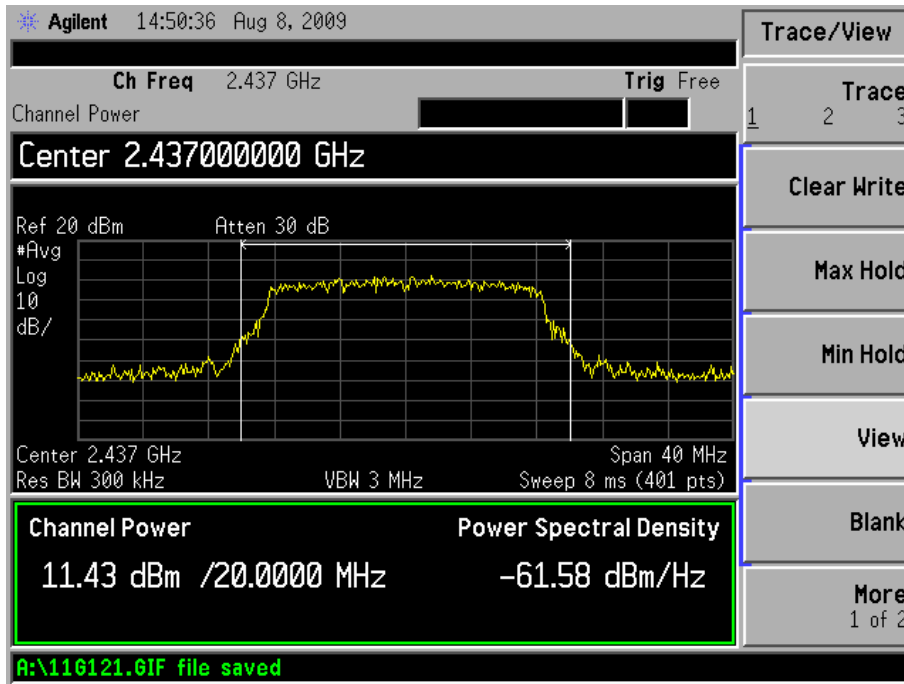 Agilent 14:50:36 Aug 8, 2009
Trace/View
Ch Freq 2.437 GHz Trig Free
Channel Power
Trace
1 2 3
Center 2.437000000 GHz
Clear Write
Ref 20 dBm Atten 30 dB
#Avg
Log
10
dB/
Max Hold
Min Hold
View
Center 2.437 GHz Span 40 MHz
Res BW 300 kHz VBW 3 MHz Sweep 8 ms (401 pts)
Channel Power Power Spectral Density
11.43 dBm /20.0000 MHz -61.58 dBm/Hz
Blank
More
1 of 2
A:\11G121.GIF file saved